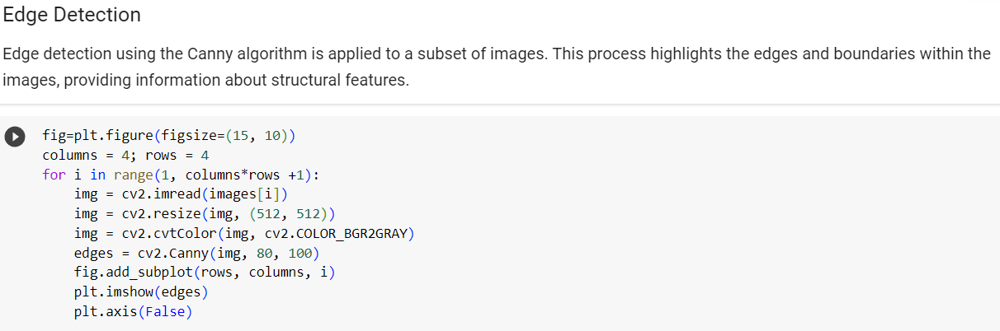 Edge Detection
Edge detection using the Canny algorithm is applied to a subset of images. This process highlights the edges and boundaries within the
images, providing information about structural features.
fig=plt.figure(figsize=(15, 10))
columns = 4; rows = 4
for i in range(1, columns*rows +1):
    img = cv2.imread(images[i])
    img = cv2.resize(img, (512, 512))
    img = cv2.cvtColor(img, cv2.COLOR_BGR2GRAY)
    edges = cv2.Canny(img, 80, 100)
    fig.add_subplot(rows, columns, i)
    plt.imshow(edges)
    plt.axis(False)